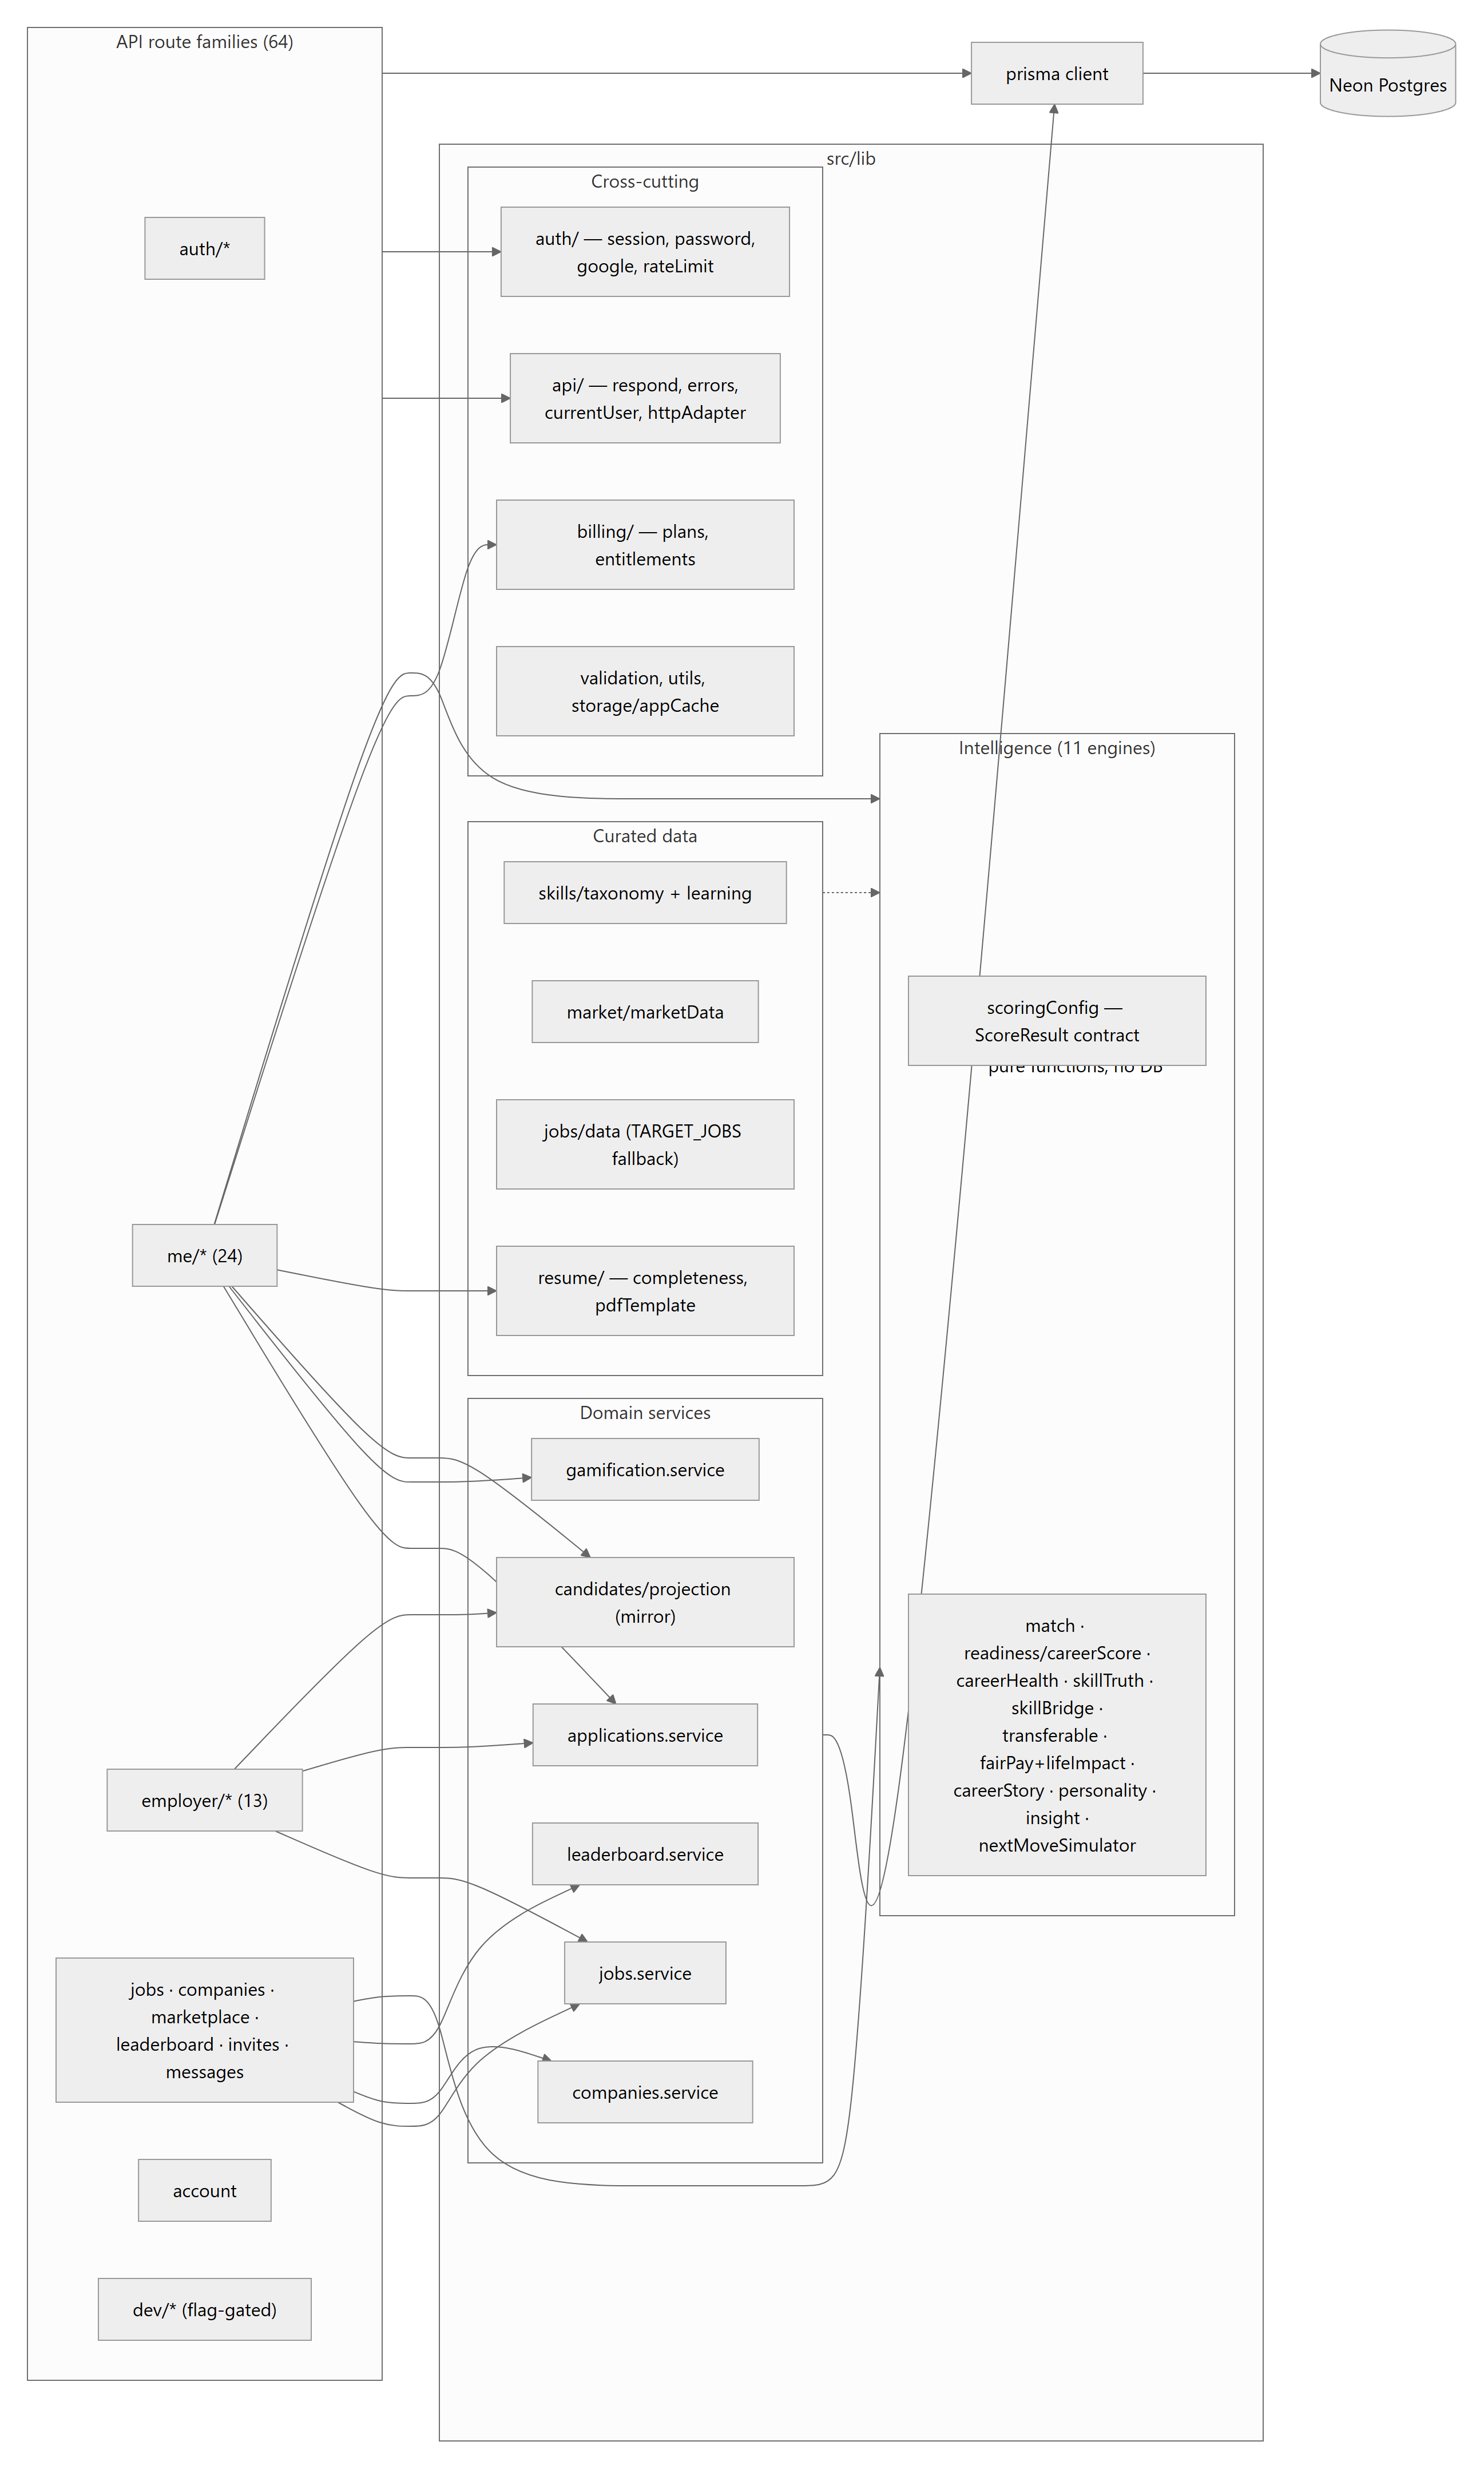 API route families (64)
prisma client
Neon Postgres
src/lib
Cross-cutting
auth/*
auth/ — session, password,
google, rateLimit
api/ — respond, errors,
currentUser, httpAdapter
billing/ — plans,
entitlements
validation, utils,
storage/appCache
Intelligence (11 engines)
Curated data
skills/taxonomy + learning
market/marketData
scoringConfig —
ScoreResult contract
pure functions, no DB
jobs/data (TARGET_JOBS
fallback)
me/* (24)
resume/ — completeness,
pdfTemplate
Domain services
gamification.service
candidates/projection
(mirror)
match ·
readiness/careerScore ·
careerHealth · skillTruth ·
skillBridge ·
transferable ·
fairPay+lifeImpact ·
careerStory · personality ·
insight ·
nextMoveSimulator
applications.service
employer/* (13)
leaderboard.service
jobs.service
jobs · companies ·
marketplace ·
leaderboard · invites ·
messages
companies.service
account
dev/* (flag-gated)